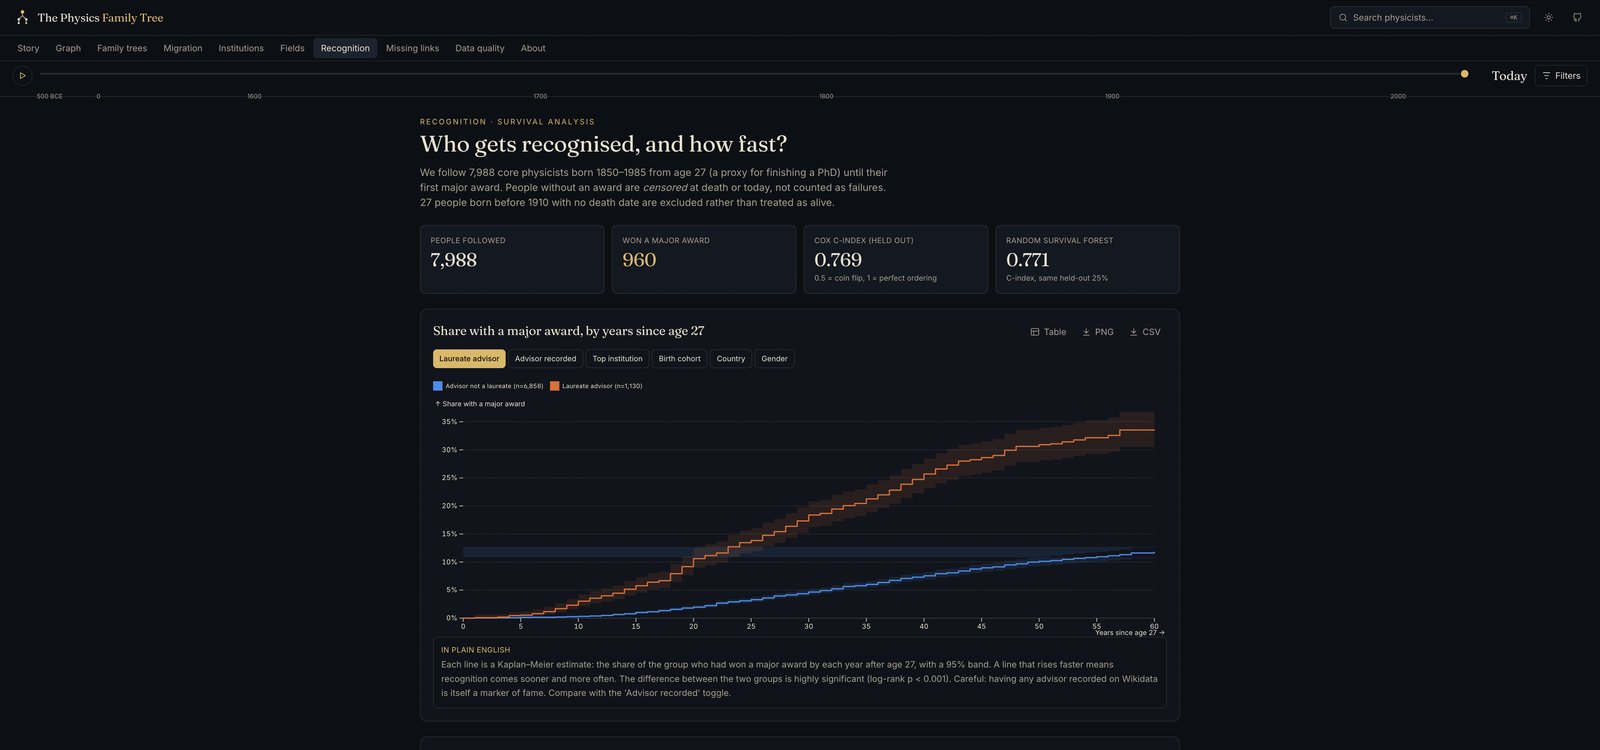 The Physics Family Tree
Search physicists...
⌘K
Story
Graph
Family trees
Migration
Institutions
Fields
Recognition
Missing links
Data quality
About
Today
Filters
500 BCE
0
1600
1700
1800
1900
2000
RECOGNITION · SURVIVAL ANALYSIS
Who gets recognised, and how fast?
We follow 7,988 core physicists born 1850–1985 from age 27 (a proxy for finishing a PhD) until their
first major award. People without an award are censored at death or today, not counted as failures.
27 people born before 1910 with no death date are excluded rather than treated as alive.
PEOPLE FOLLOWED
7,988
WON A MAJOR AWARD
960
COX C-INDEX (HELD OUT)
0.769
0.5 = coin flip, 1 = perfect ordering
RANDOM SURVIVAL FOREST
0.771
C-index, same held-out 25%
Share with a major award, by years since age 27
Table
PNG
CSV
Laureate advisor
Advisor recorded
Top institution
Birth cohort
Country
Gender
Advisor not a laureate (n=6,858)
Laureate advisor (n=1,130)
↑ Share with a major award
35%
30%
25%
20%
15%
10%
5%
0%
0
5
10
15
20
25
30
35
40
45
50
55
60
Years since age 27 →
IN PLAIN ENGLISH
Each line is a Kaplan–Meier estimate: the share of the group who had won a major award by each year after age 27, with a 95% band. A line that rises faster means
recognition comes sooner and more often. The difference between the two groups is highly significant (log-rank p < 0.001). Careful: having any advisor recorded on Wikidata
is itself a marker of fame. Compare with the 'Advisor recorded' toggle.